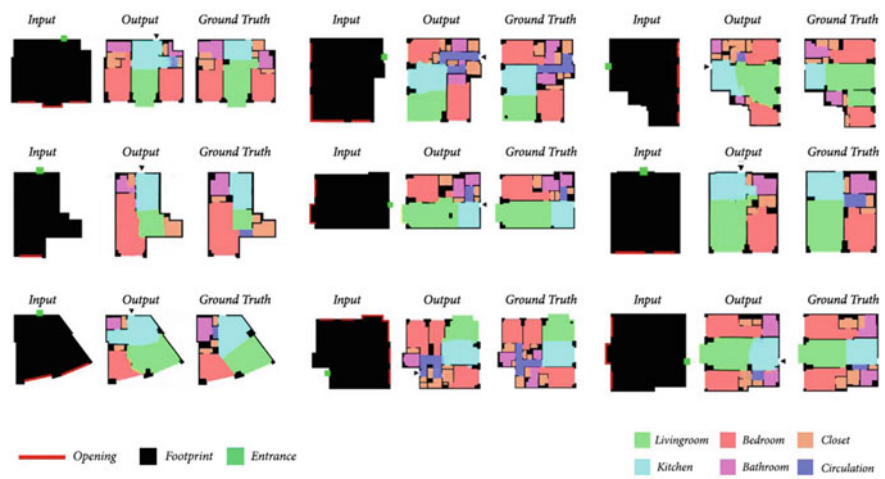 Input Output Ground Truth Input Output Ground Truth Input Output Ground Truth
Input Output Ground Truth Input Output Ground Truth Input Output Ground Truth
Input Output Ground Truth Input Output Ground Truth Input Output Ground Truth
Opening Footprint Entrance
Livingroom Bedroom Closet
Kitchen Bathroom Circulation